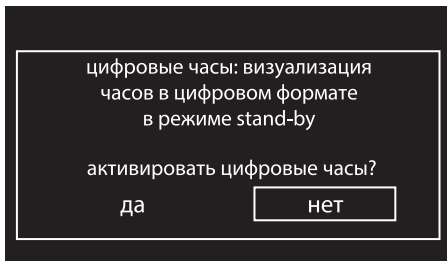 цифровые часы: визуализация
часов в цифровом формате
в режиме stand-by
активировать цифровые часы?
да нет